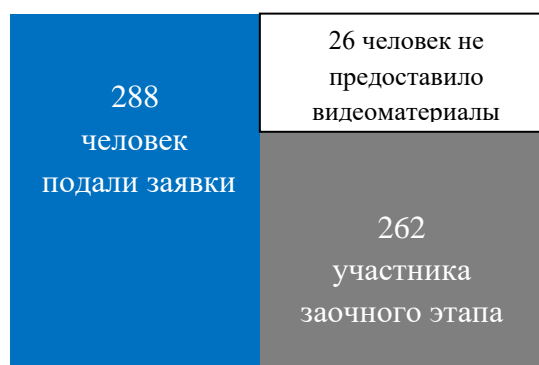 288
человек
подали заявки
26 человек не
предоставило
видеоматериалы
262
участника
заочного этапа